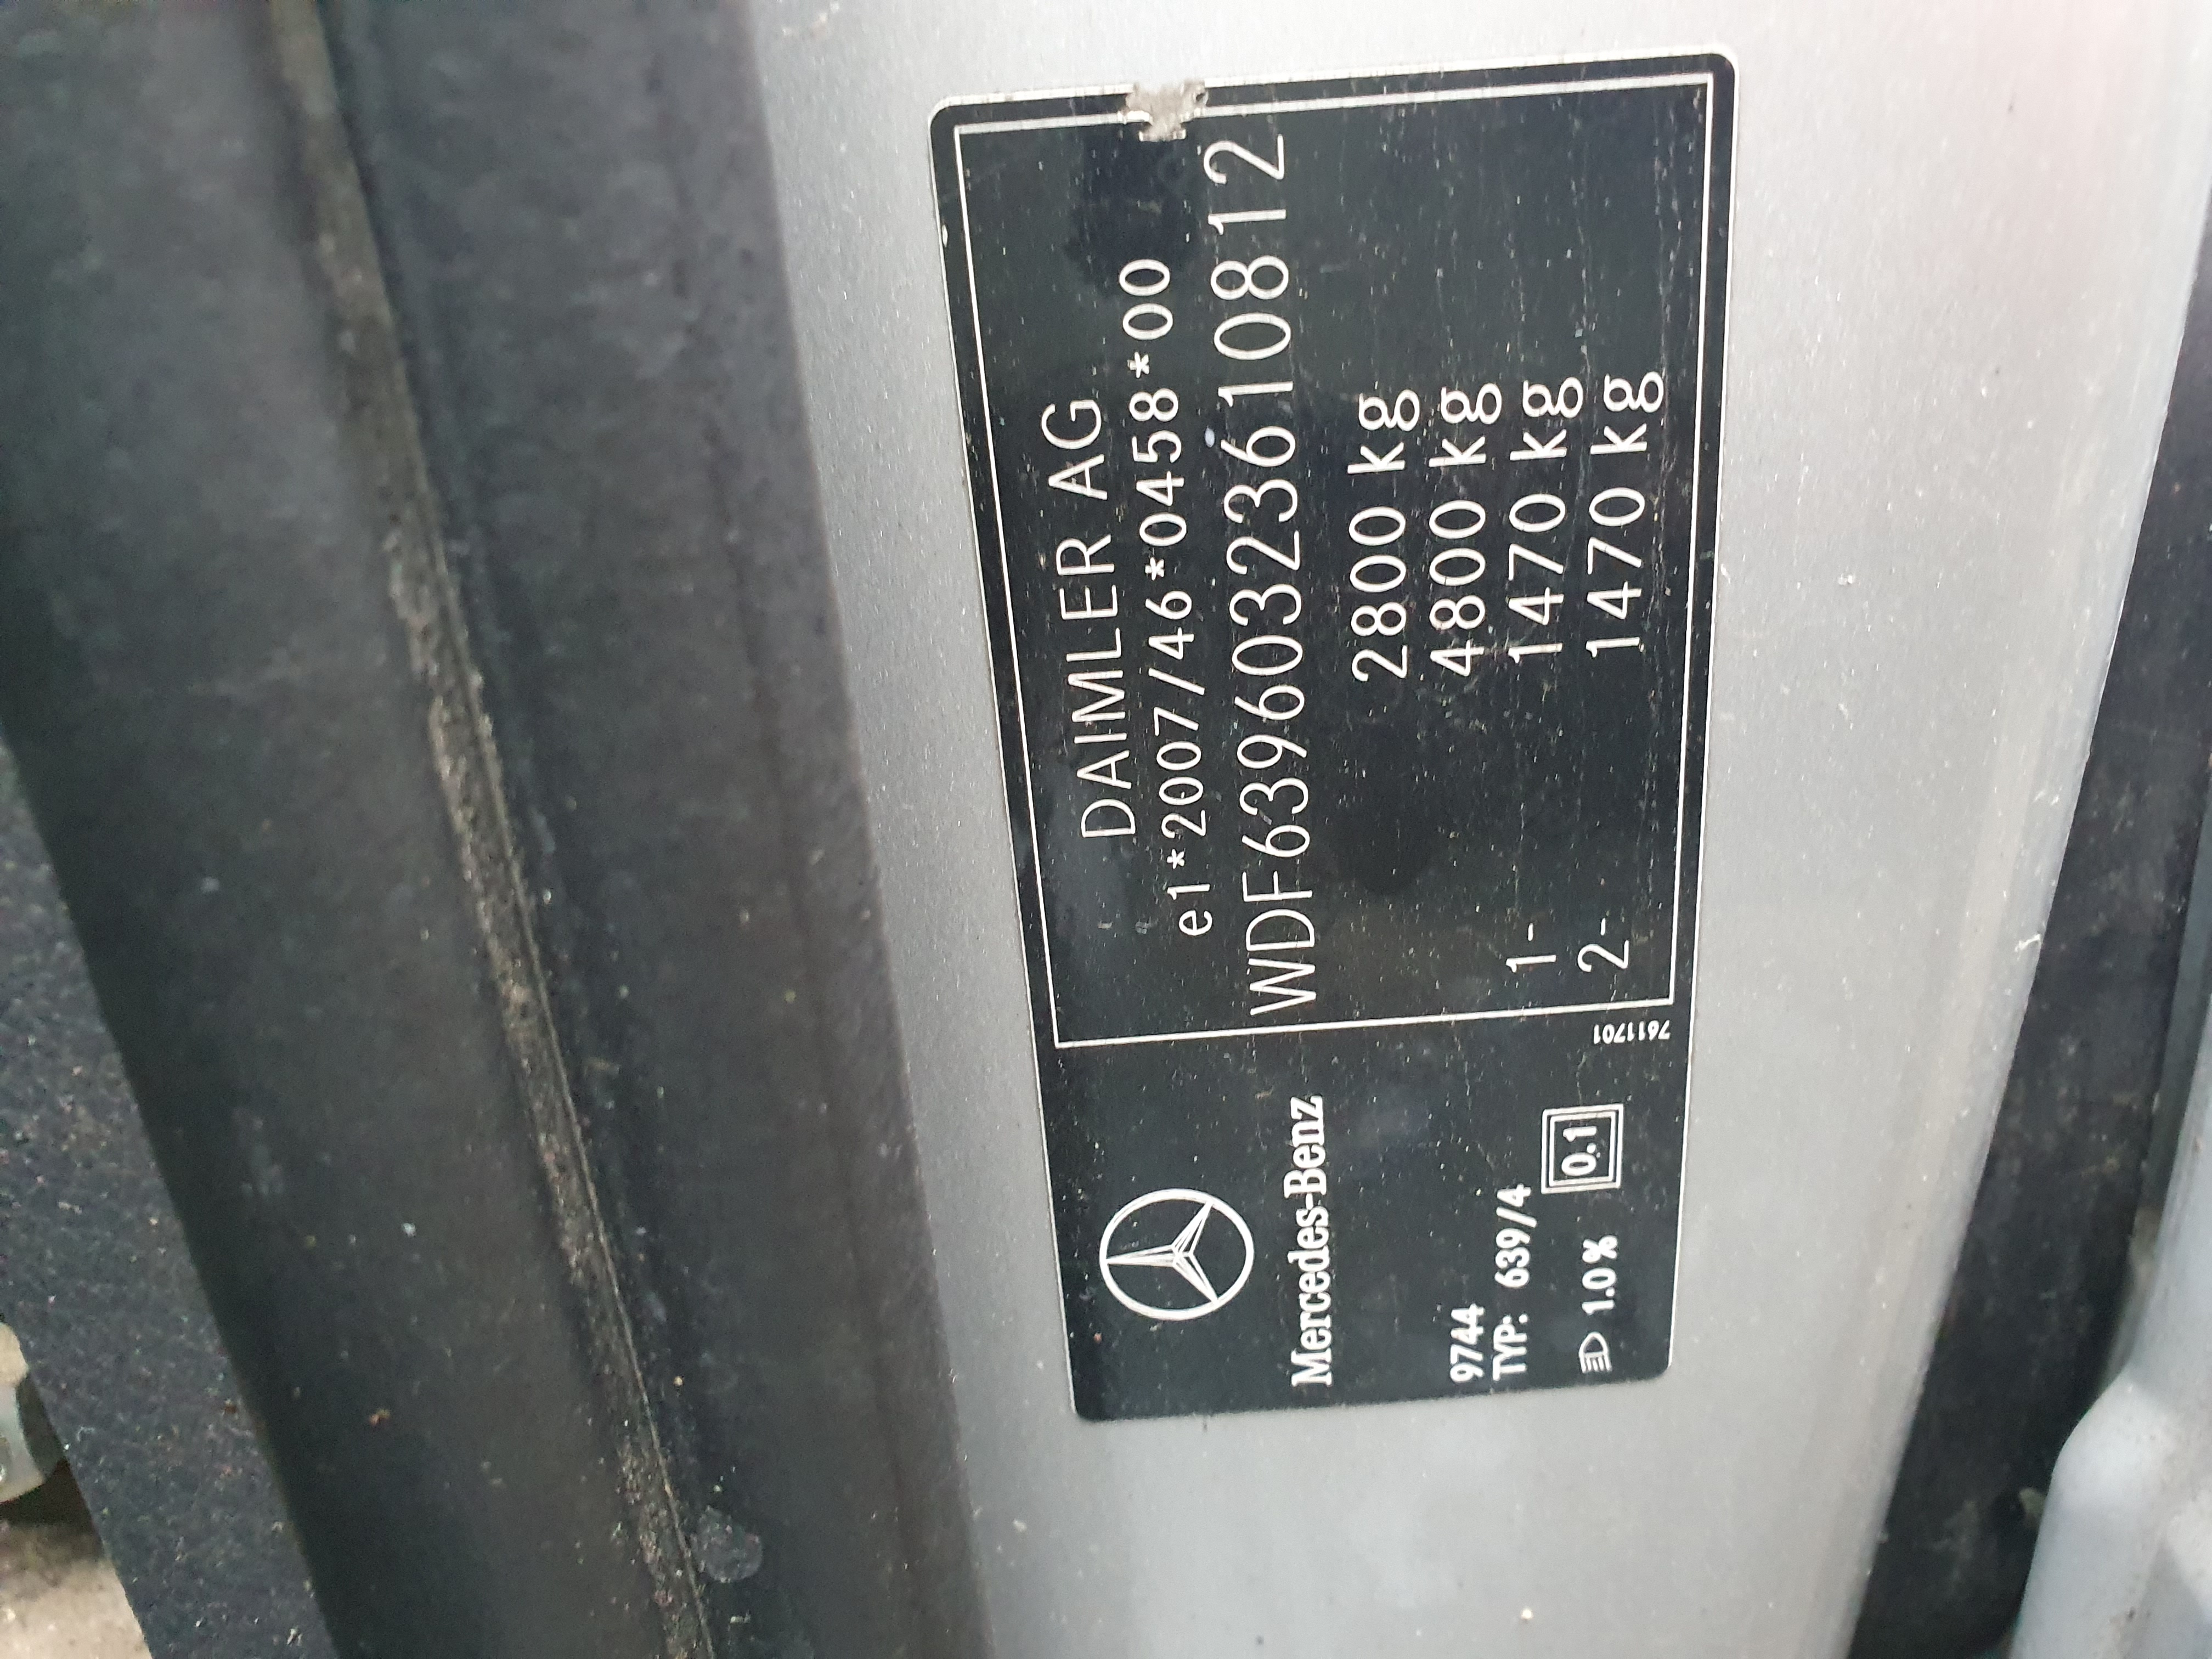 DAIMLER AG
e1*2007/46*0458*00
WDF63960323610812
2800 kg
4800 kg
1- 1470 kg
2- 1470 kg
Mercedes-Benz
9744
TYP: 639/4
1.0% 0.1
7611701